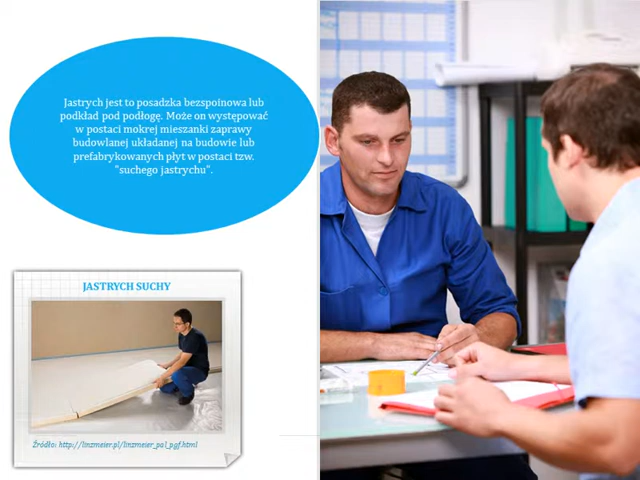 Jastrych jest to posadzka bezspoinowa lub
podkład pod podłogę. Może on występować
w postaci mokrej mieszanki zaprawy
budowlanej układanej na budowie lub
prefabrykowanych płyt w postaci tzw.
"suchego jastrychu".
JASTRYCH SUCHY
Źródło: http://linzmeier.pl/linzmeier_pal_pgf.html